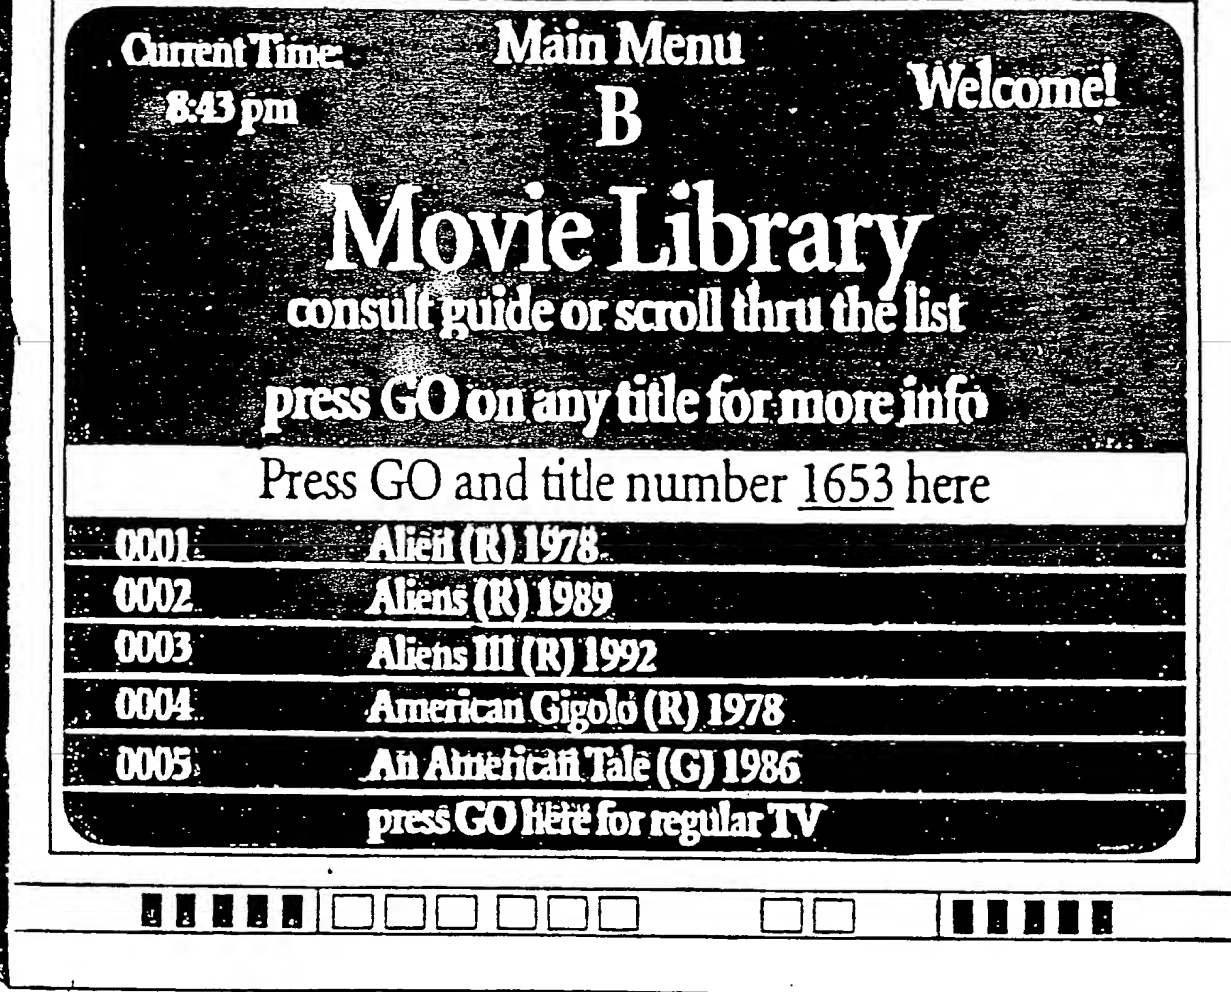 Current Time:
8:43 pm
Main Menu
B
Welcome!
Movie Library
consult guide or scroll thru the list
press GO on any title for more info
Press GO and title number 1653 here
0001 Alien (R) 1978
0002 Aliens (R) 1989
0003 Aliens III (R) 1992
0004 American Gigolo (R) 1978
0005 An American Tale (G) 1986
press GO here for regular TV